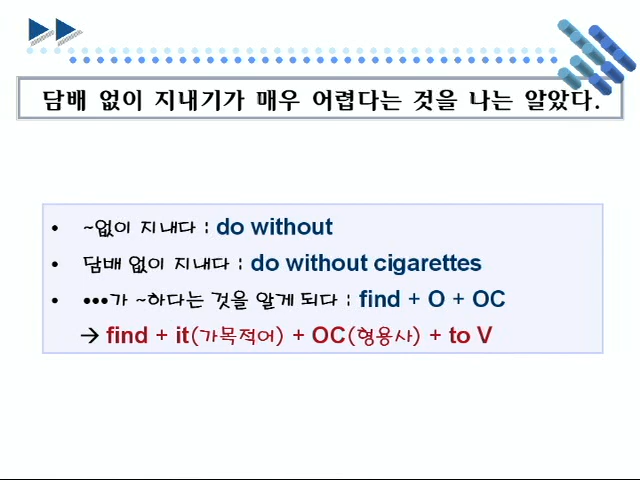 담배 없이 지내기가 매우 어렵다는 것을 나는 알았다.
• ~없이 지내다 : do without
• 담배 없이 지내다 : do without cigarettes
• •••가 ~하다는 것을 알게 되다 : find + O + OC
→ find + it(가목적어) + OC(형용사) + to V